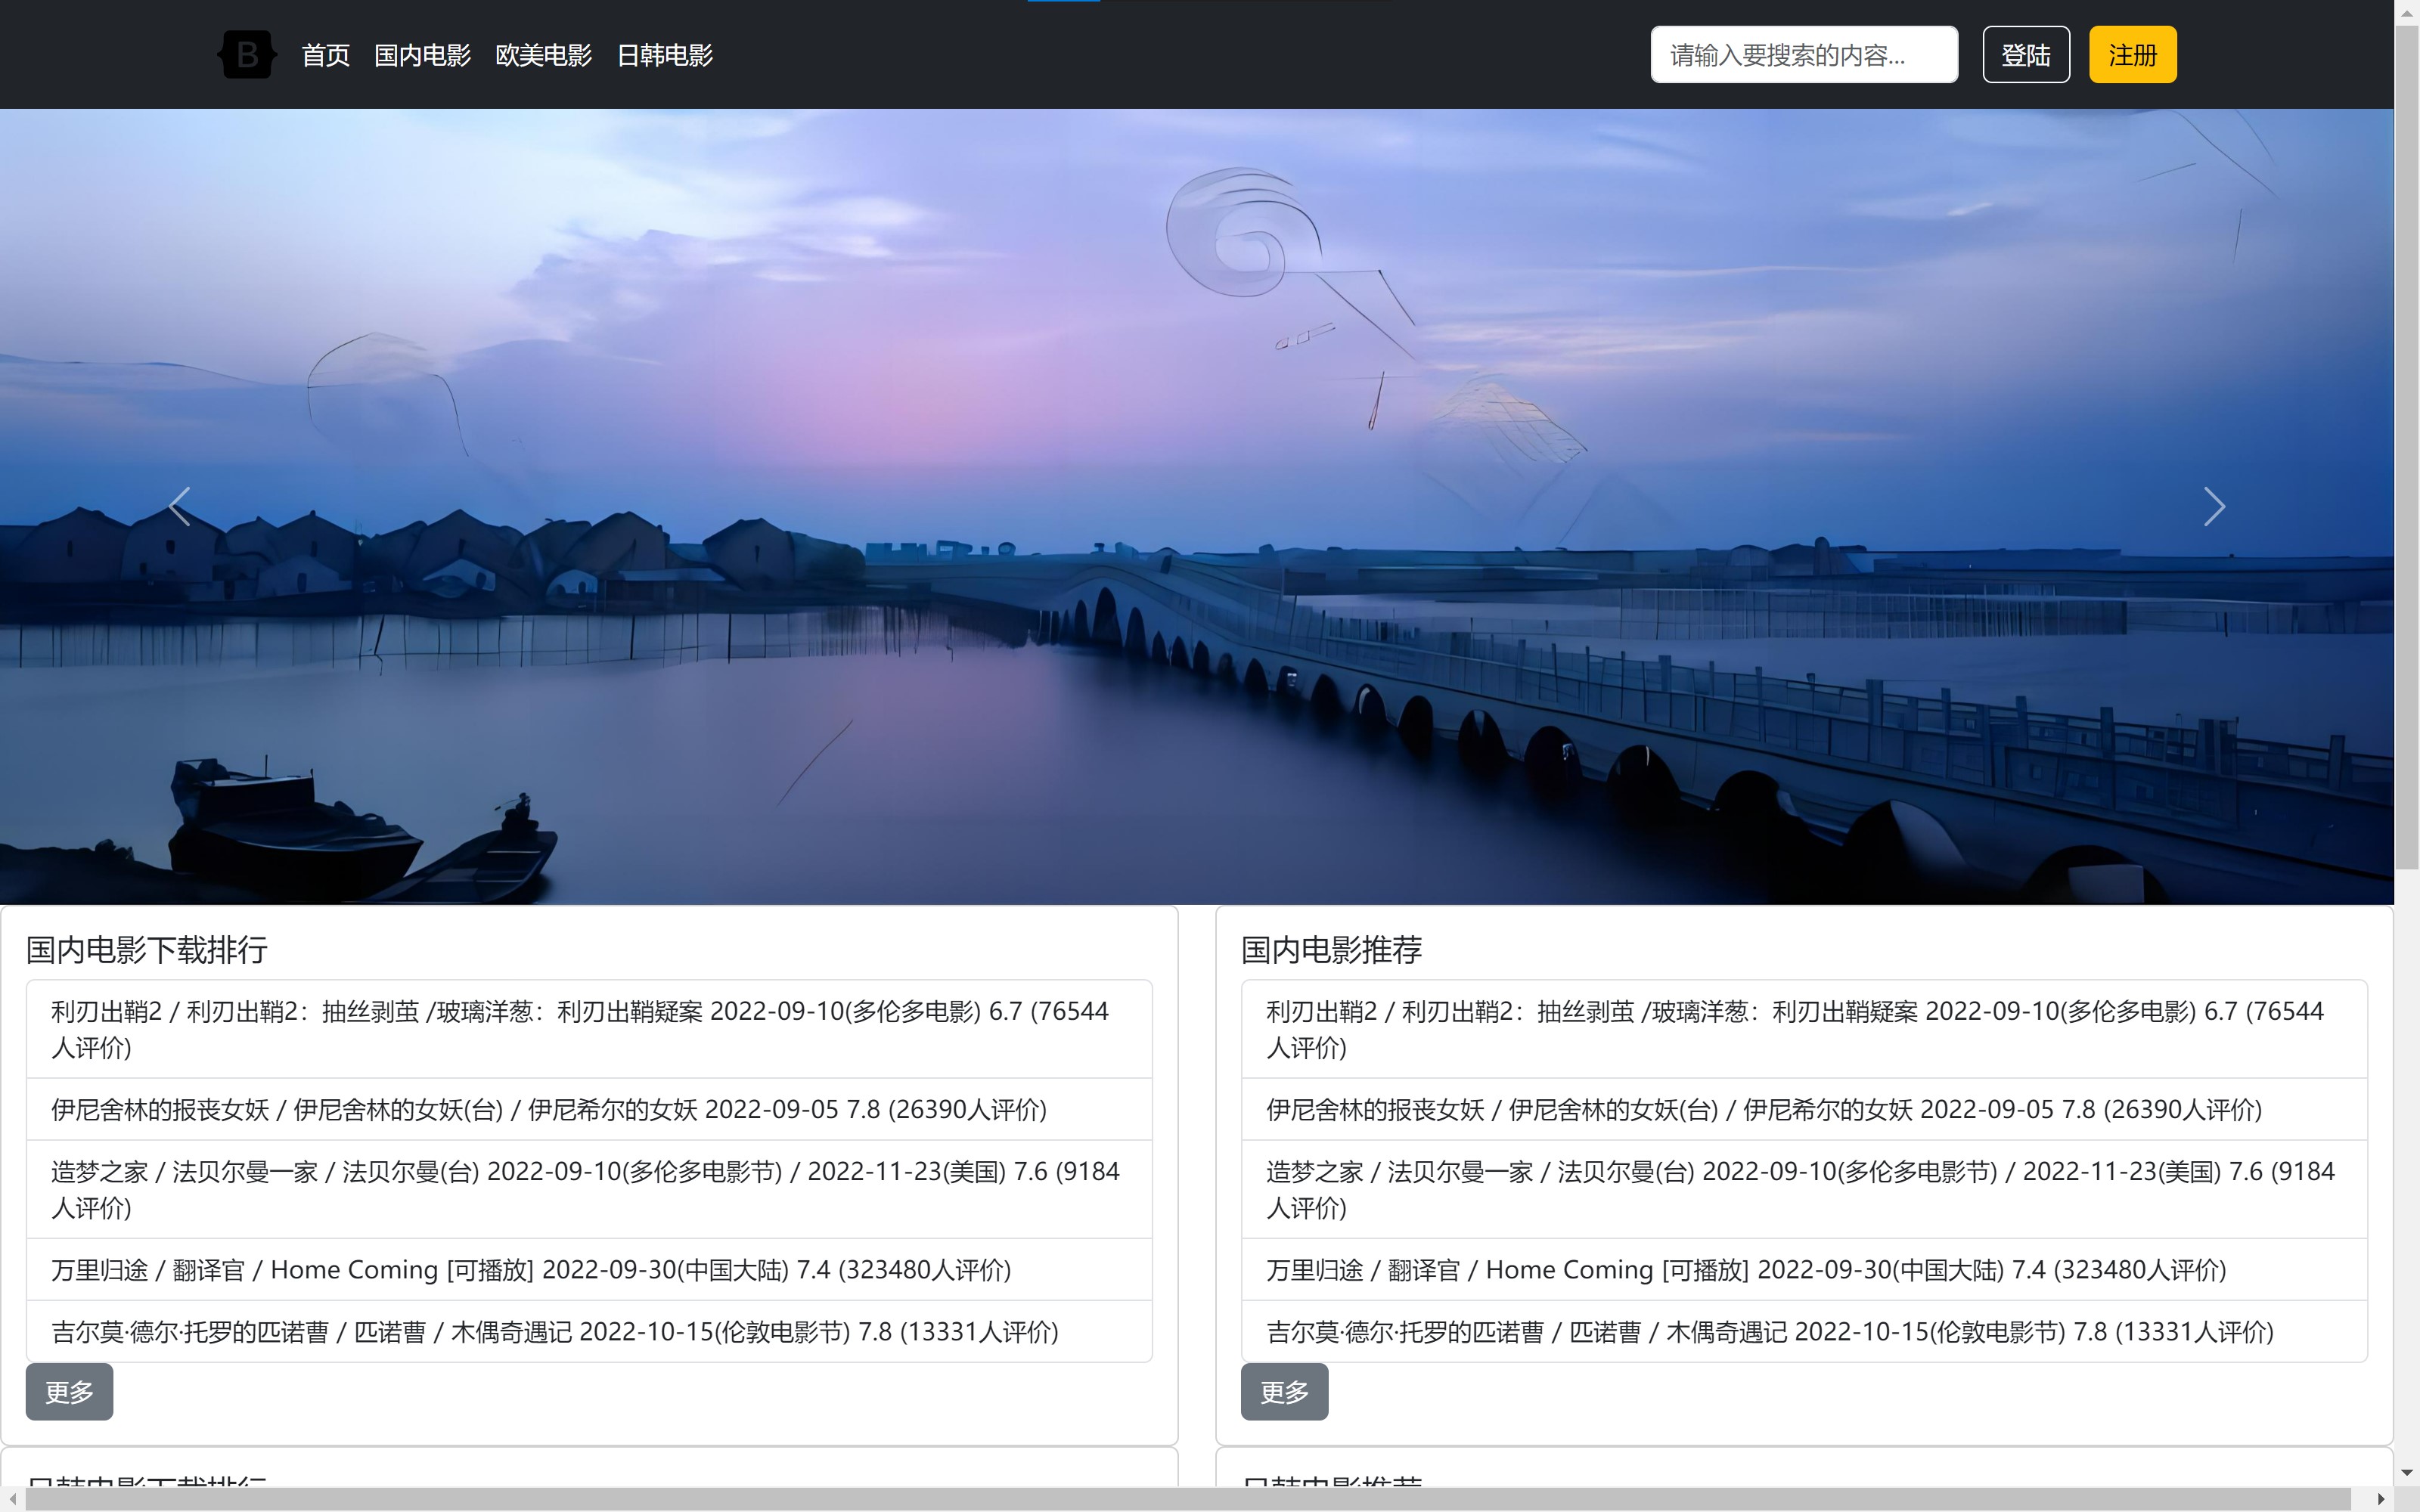 B 首页 国内电影 欧美电影 日韩电影 请输入要搜索的内容... 登陆 注册
国内电影下载排行
利刃出鞘2 / 利刃出鞘2：抽丝剥茧 /玻璃洋葱：利刃出鞘疑案 2022-09-10(多伦多电影) 6.7 (76544
人评价)
伊尼舍林的报丧女妖 / 伊尼舍林的女妖(台) / 伊尼希尔的女妖 2022-09-05 7.8 (26390人评价)
造梦之家 / 法贝尔曼一家 / 法贝尔曼(台) 2022-09-10(多伦多电影节) / 2022-11-23(美国) 7.6 (9184
人评价)
万里归途 / 翻译官 / Home Coming [可播放] 2022-09-30(中国大陆) 7.4 (323480人评价)
吉尔莫·德尔·托罗的匹诺曹 / 匹诺曹 / 木偶奇遇记 2022-10-15(伦敦电影节) 7.8 (13331人评价)
更多
国内电影推荐
利刃出鞘2 / 利刃出鞘2：抽丝剥茧 /玻璃洋葱：利刃出鞘疑案 2022-09-10(多伦多电影) 6.7 (76544
人评价)
伊尼舍林的报丧女妖 / 伊尼舍林的女妖(台) / 伊尼希尔的女妖 2022-09-05 7.8 (26390人评价)
造梦之家 / 法贝尔曼一家 / 法贝尔曼(台) 2022-09-10(多伦多电影节) / 2022-11-23(美国) 7.6 (9184
人评价)
万里归途 / 翻译官 / Home Coming [可播放] 2022-09-30(中国大陆) 7.4 (323480人评价)
吉尔莫·德尔·托罗的匹诺曹 / 匹诺曹 / 木偶奇遇记 2022-10-15(伦敦电影节) 7.8 (13331人评价)
更多
日韩电影下载排行
日韩电影推荐